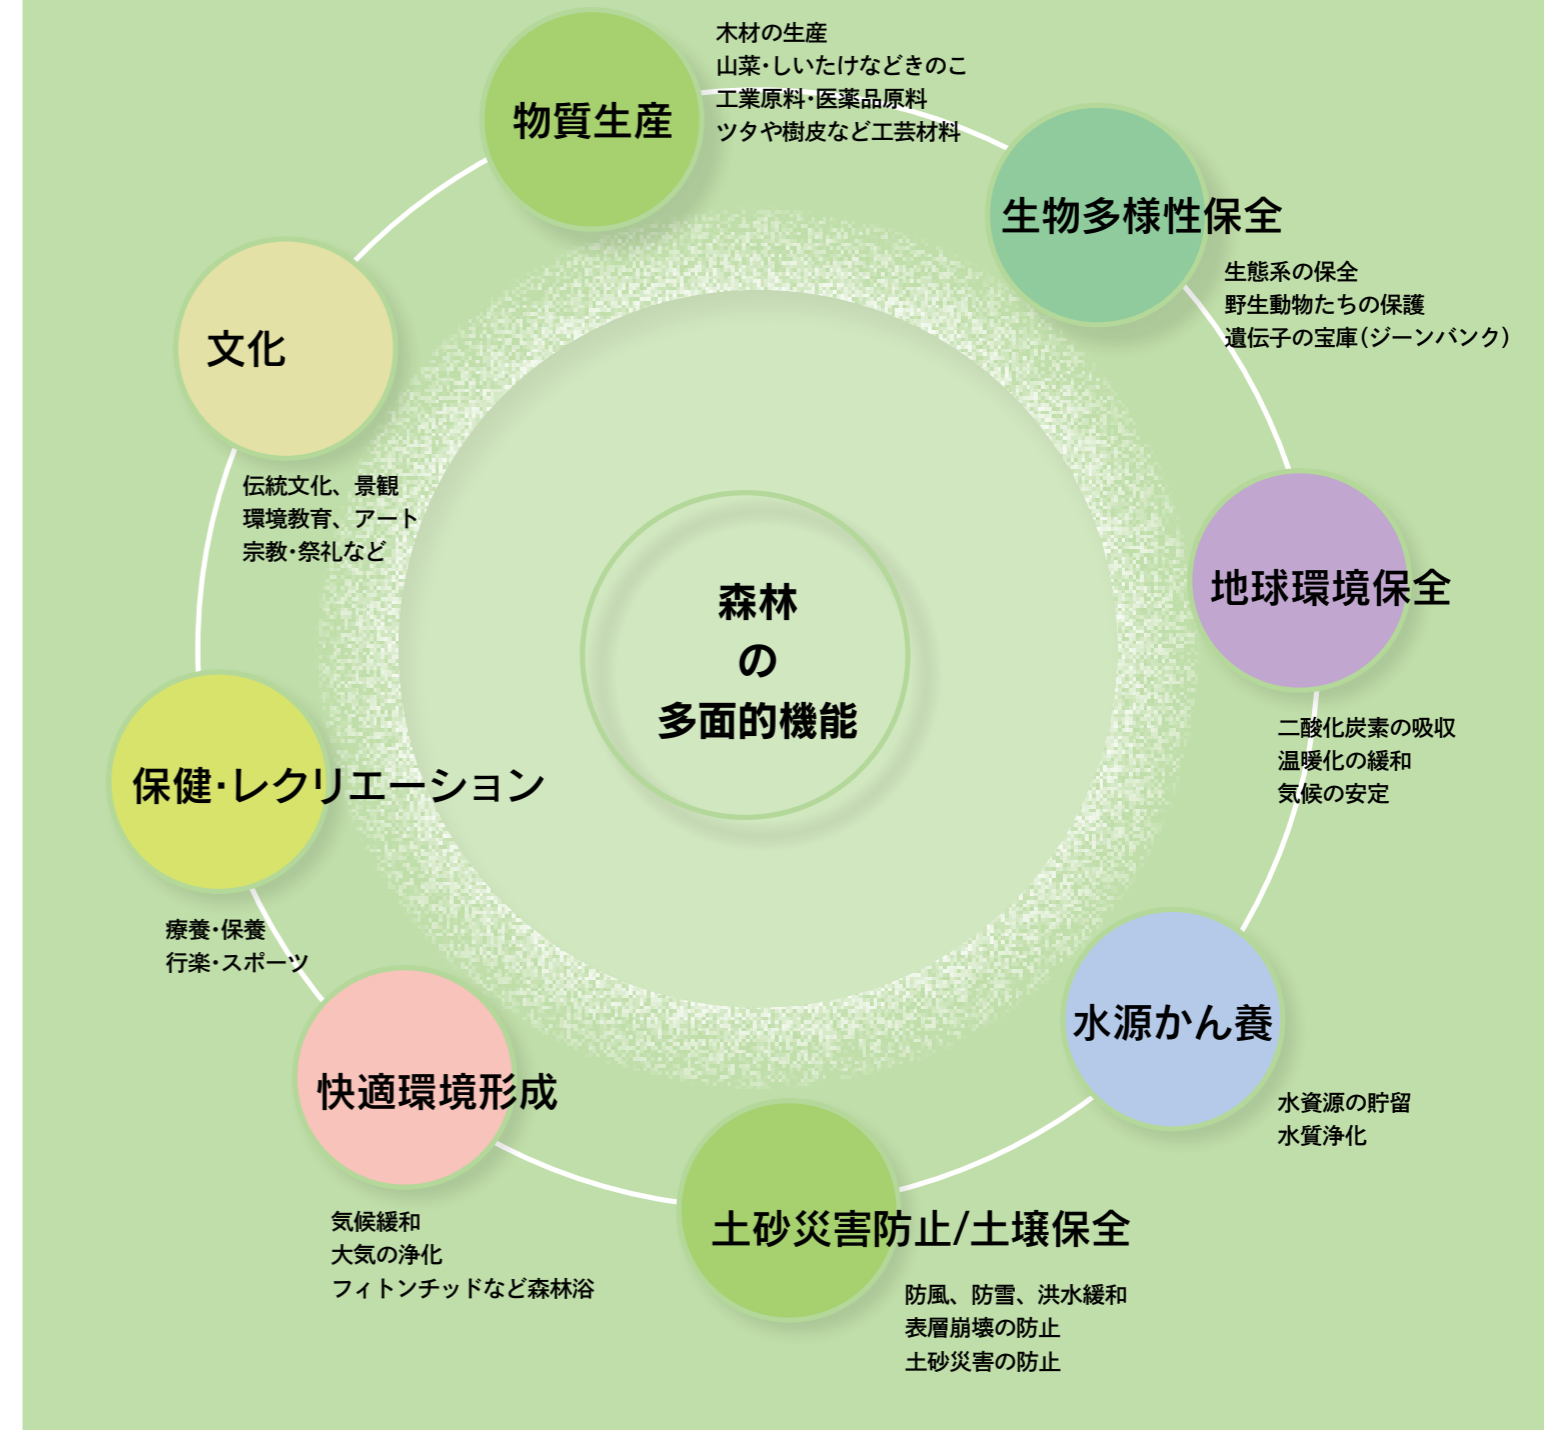 物質生産
木材の生産
山菜・しいたけなどきのこ
工業原料・医薬品原料
ツタや樹皮など工芸材料
生物多様性保全
生態系の保全
野生動物たちの保護
遺伝子の宝庫(ジーンバンク)
地球環境保全
二酸化炭素の吸収
温暖化の緩和
気候の安定
水源かん養
水資源の貯留
水質浄化
土砂災害防止/土壌保全
防風、防雪、洪水緩和
表層崩壊の防止
土砂災害の防止
快適環境形成
気候緩和
大気の浄化
フィトンチッドなど森林浴
保健・レクリエーション
療養・保養
行楽・スポーツ
文化
伝統文化、景観
環境教育、アート
宗教・祭礼など
森林
の
多面的機能